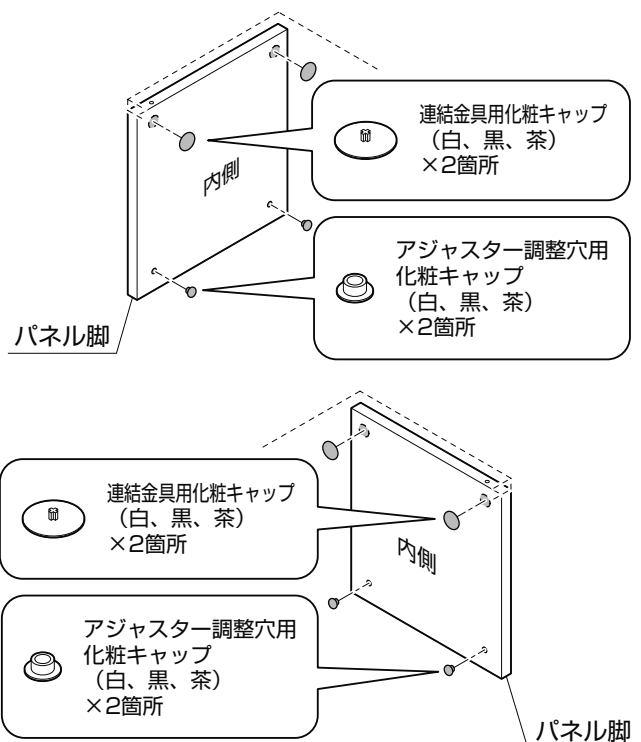 連結金具用化粧キャップ
（白、黒、茶）
×2箇所
内側
アジャスター調整穴用
化粧キャップ
（白、黒、茶）
×2箇所
パネル脚
連結金具用化粧キャップ
（白、黒、茶）
×2箇所
内側
アジャスター調整穴用
化粧キャップ
（白、黒、茶）
×2箇所
パネル脚